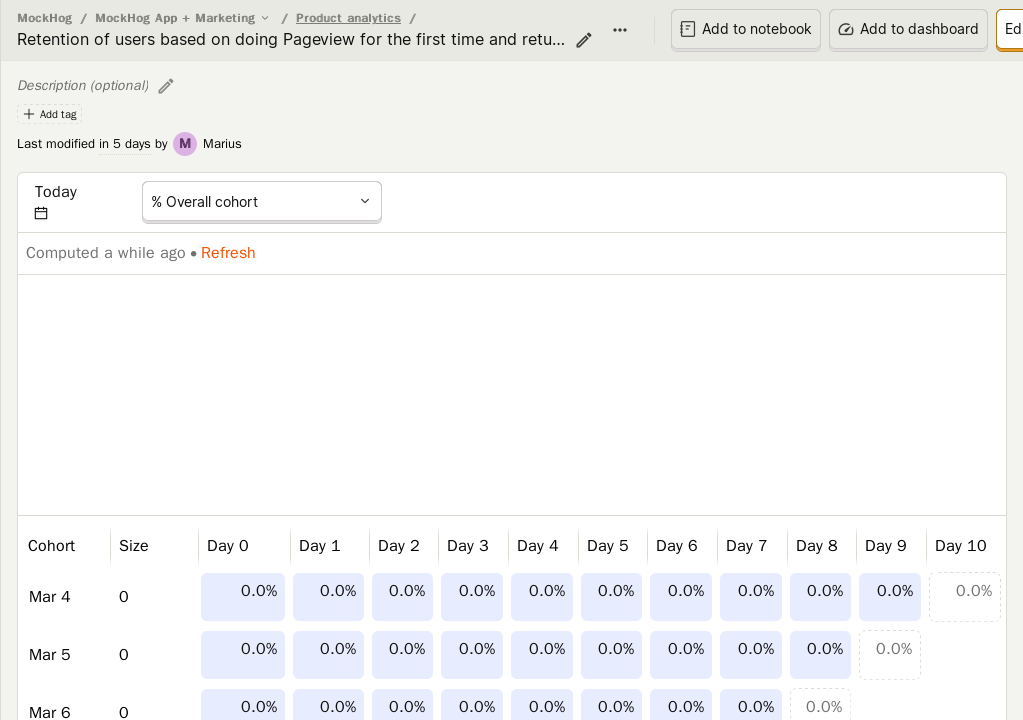 MockHog / MockHog App + Marketing / Product analytics /
Retention of users based on doing Pageview for the first time and retu...
Add to notebook
Add to dashboard
Ed
Description (optional)
Add tag
Last modified in 5 days by M Marius
Today
% Overall cohort
Computed a while ago • Refresh
Cohort Size Day 0 Day 1 Day 2 Day 3 Day 4 Day 5 Day 6 Day 7 Day 8 Day 9 Day 10
Mar 4 0 0.0% 0.0% 0.0% 0.0% 0.0% 0.0% 0.0% 0.0% 0.0% 0.0% 0.0%
Mar 5 0 0.0% 0.0% 0.0% 0.0% 0.0% 0.0% 0.0% 0.0% 0.0% 0.0%
Mar 6 0 0.0% 0.0% 0.0% 0.0% 0.0% 0.0% 0.0% 0.0% 0.0%